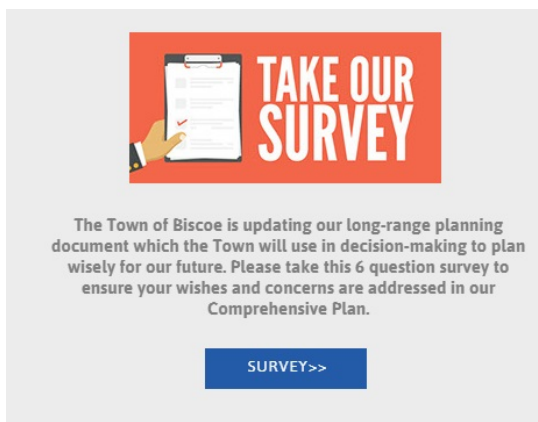 TAKE OUR
SURVEY
The Town of Biscoe is updating our long-range planning
document which the Town will use in decision-making to plan
wisely for our future. Please take this 6 question survey to
ensure your wishes and concerns are addressed in our
Comprehensive Plan.
SURVEY>>